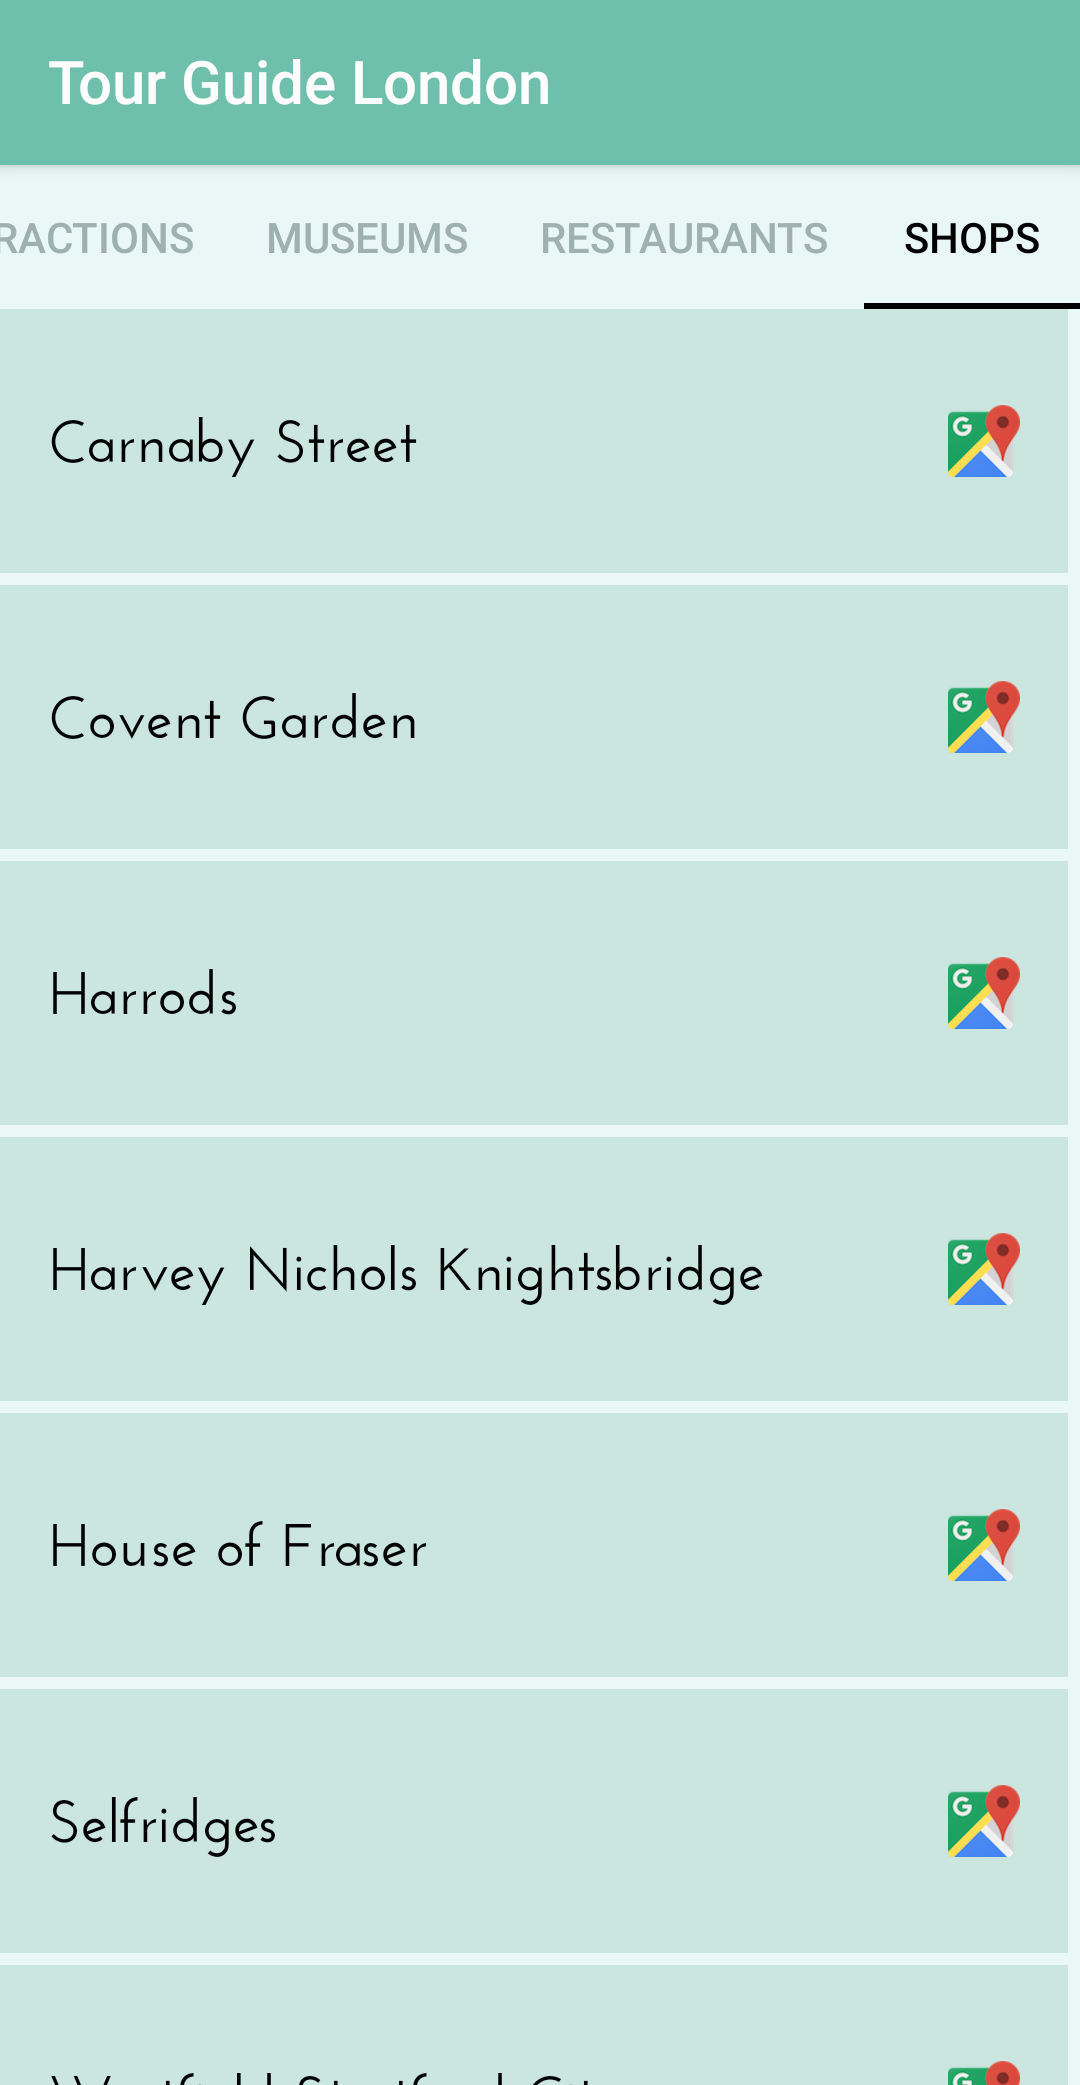 Tour Guide London
RACTIONS MUSEUMS RESTAURANTS SHOPS
Carnaby Street
Covent Garden
Harrods
Harvey Nichols Knightsbridge
House of Fraser
Selfridges